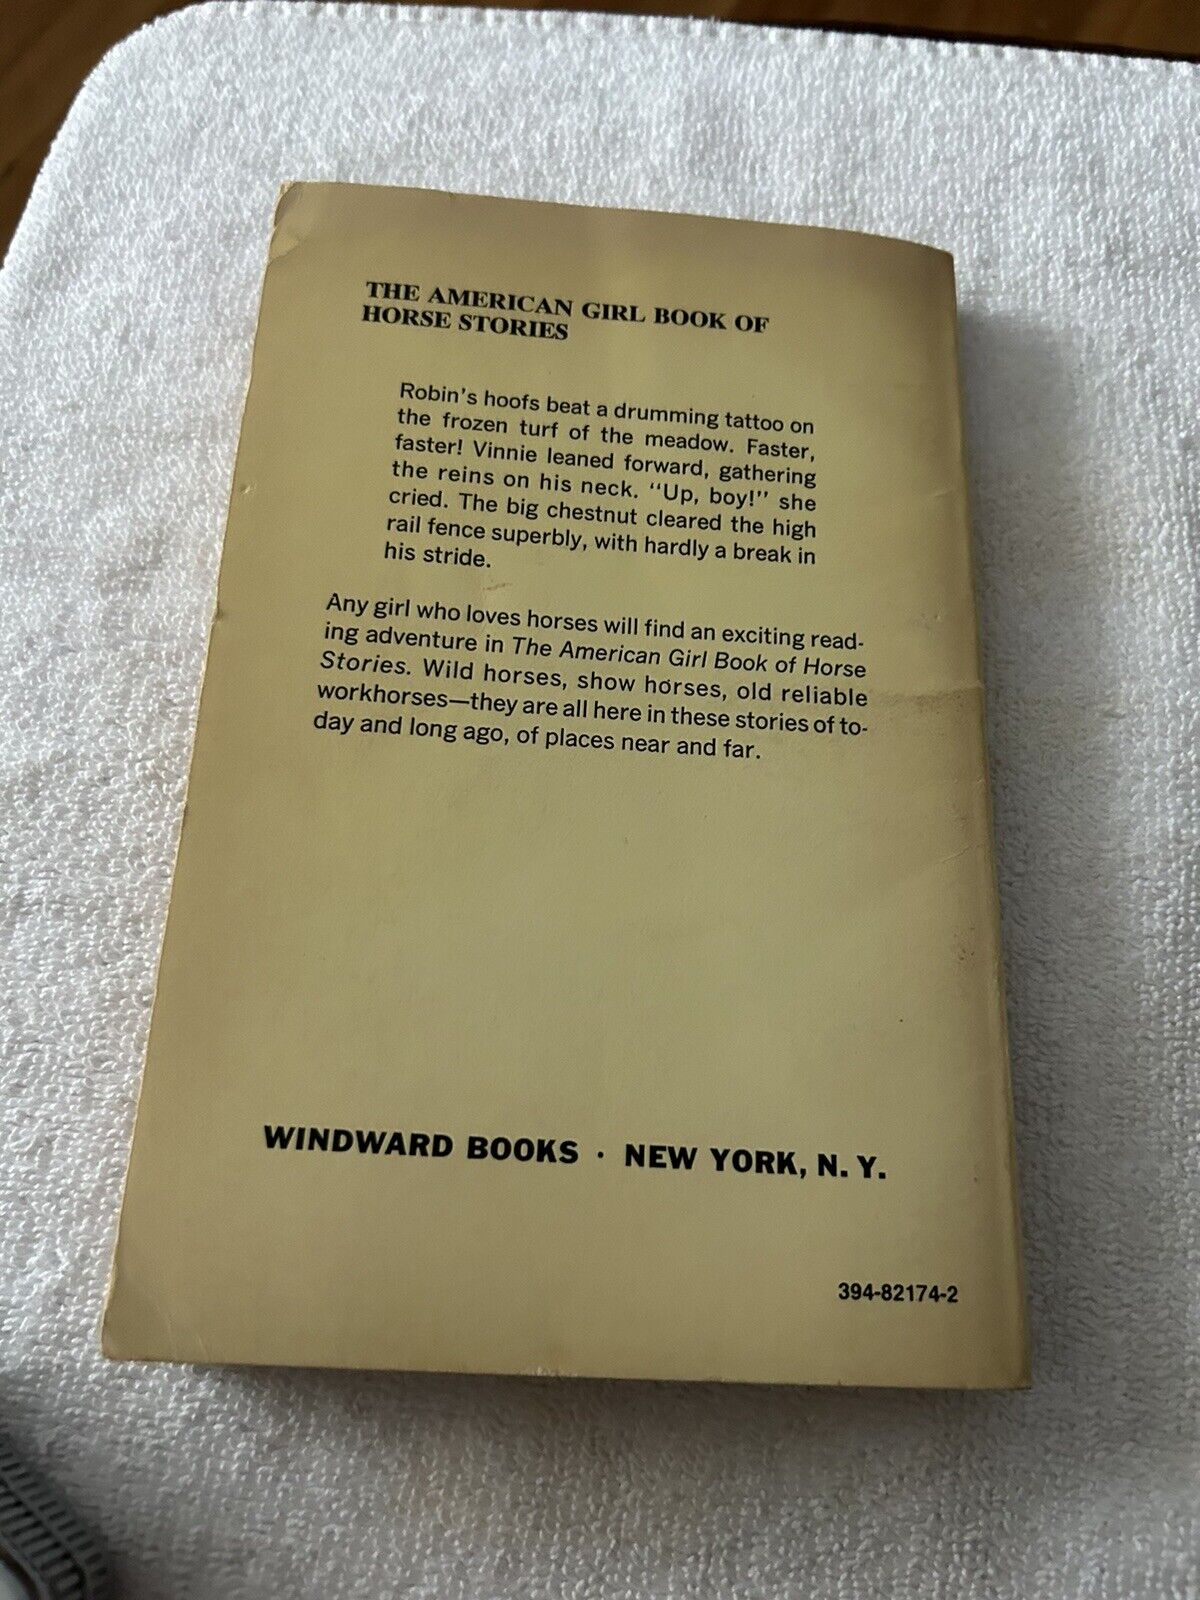 THE AMERICAN GIRL BOOK OF
HORSE STORIES
Robin's hoofs beat a drumming tattoo on
the frozen turf of the meadow. Faster,
faster! Vinnie leaned forward, gathering
the reins on his neck. "Up, boy!" she
cried. The big chestnut cleared the high
rail fence superbly, with hardly a break in
his stride.
Any girl who loves horses will find an exciting read-
ing adventure in The American Girl Book of Horse
Stories. Wild horses, show horses, old reliable
workhorses—they are all here in these stories of to-
day and long ago, of places near and far.
WINDWARD BOOKS · NEW YORK, N. Y.
394-82174-2